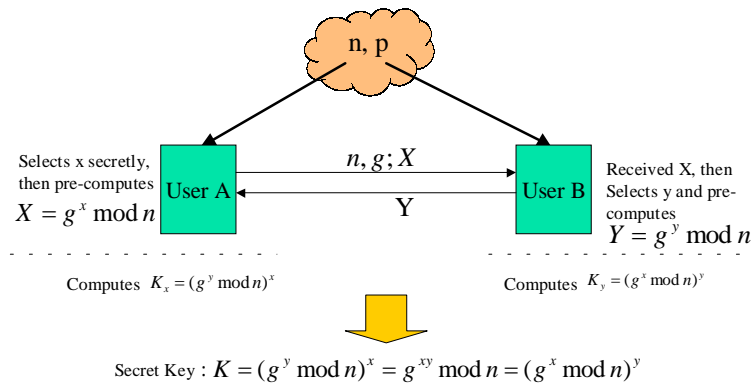 n, p
Selects x secretly,
then pre-computes
X = g^x mod n
User A
n, g; X
Y
User B
Received X, then
Selects y and pre-
computes
Y = g^y mod n
Computes K_x = (g^y mod n)^x
Computes K_y = (g^x mod n)^y
Secret Key : K = (g^y mod n)^x = g^xy mod n = (g^x mod n)^y